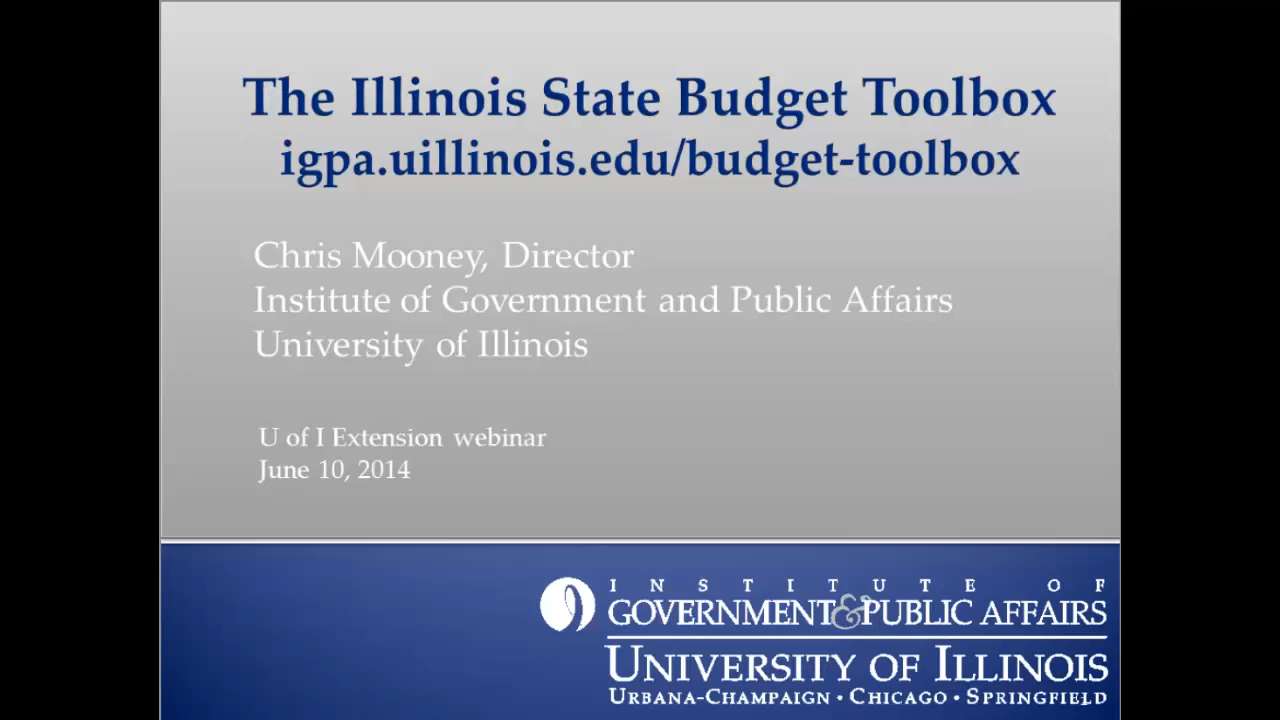 The Illinois State Budget Toolbox
igpa.uillinois.edu/budget-toolbox
Chris Mooney, Director
Institute of Government and Public Affairs
University of Illinois
U of I Extension webinar
June 10, 2014
INSTITUTE OF
GOVERNMENT & PUBLIC AFFAIRS
UNIVERSITY OF ILLINOIS
URBANA-CHAMPAIGN • CHICAGO • SPRINGFIELD